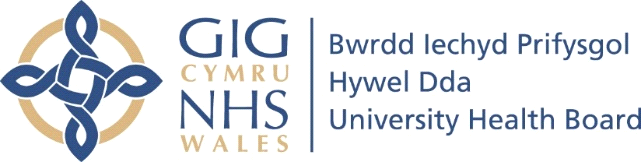 GIG
CYMRU
NHS
WALES
Bwrdd Iechyd Prifysgol
Hywel Dda
University Health Board